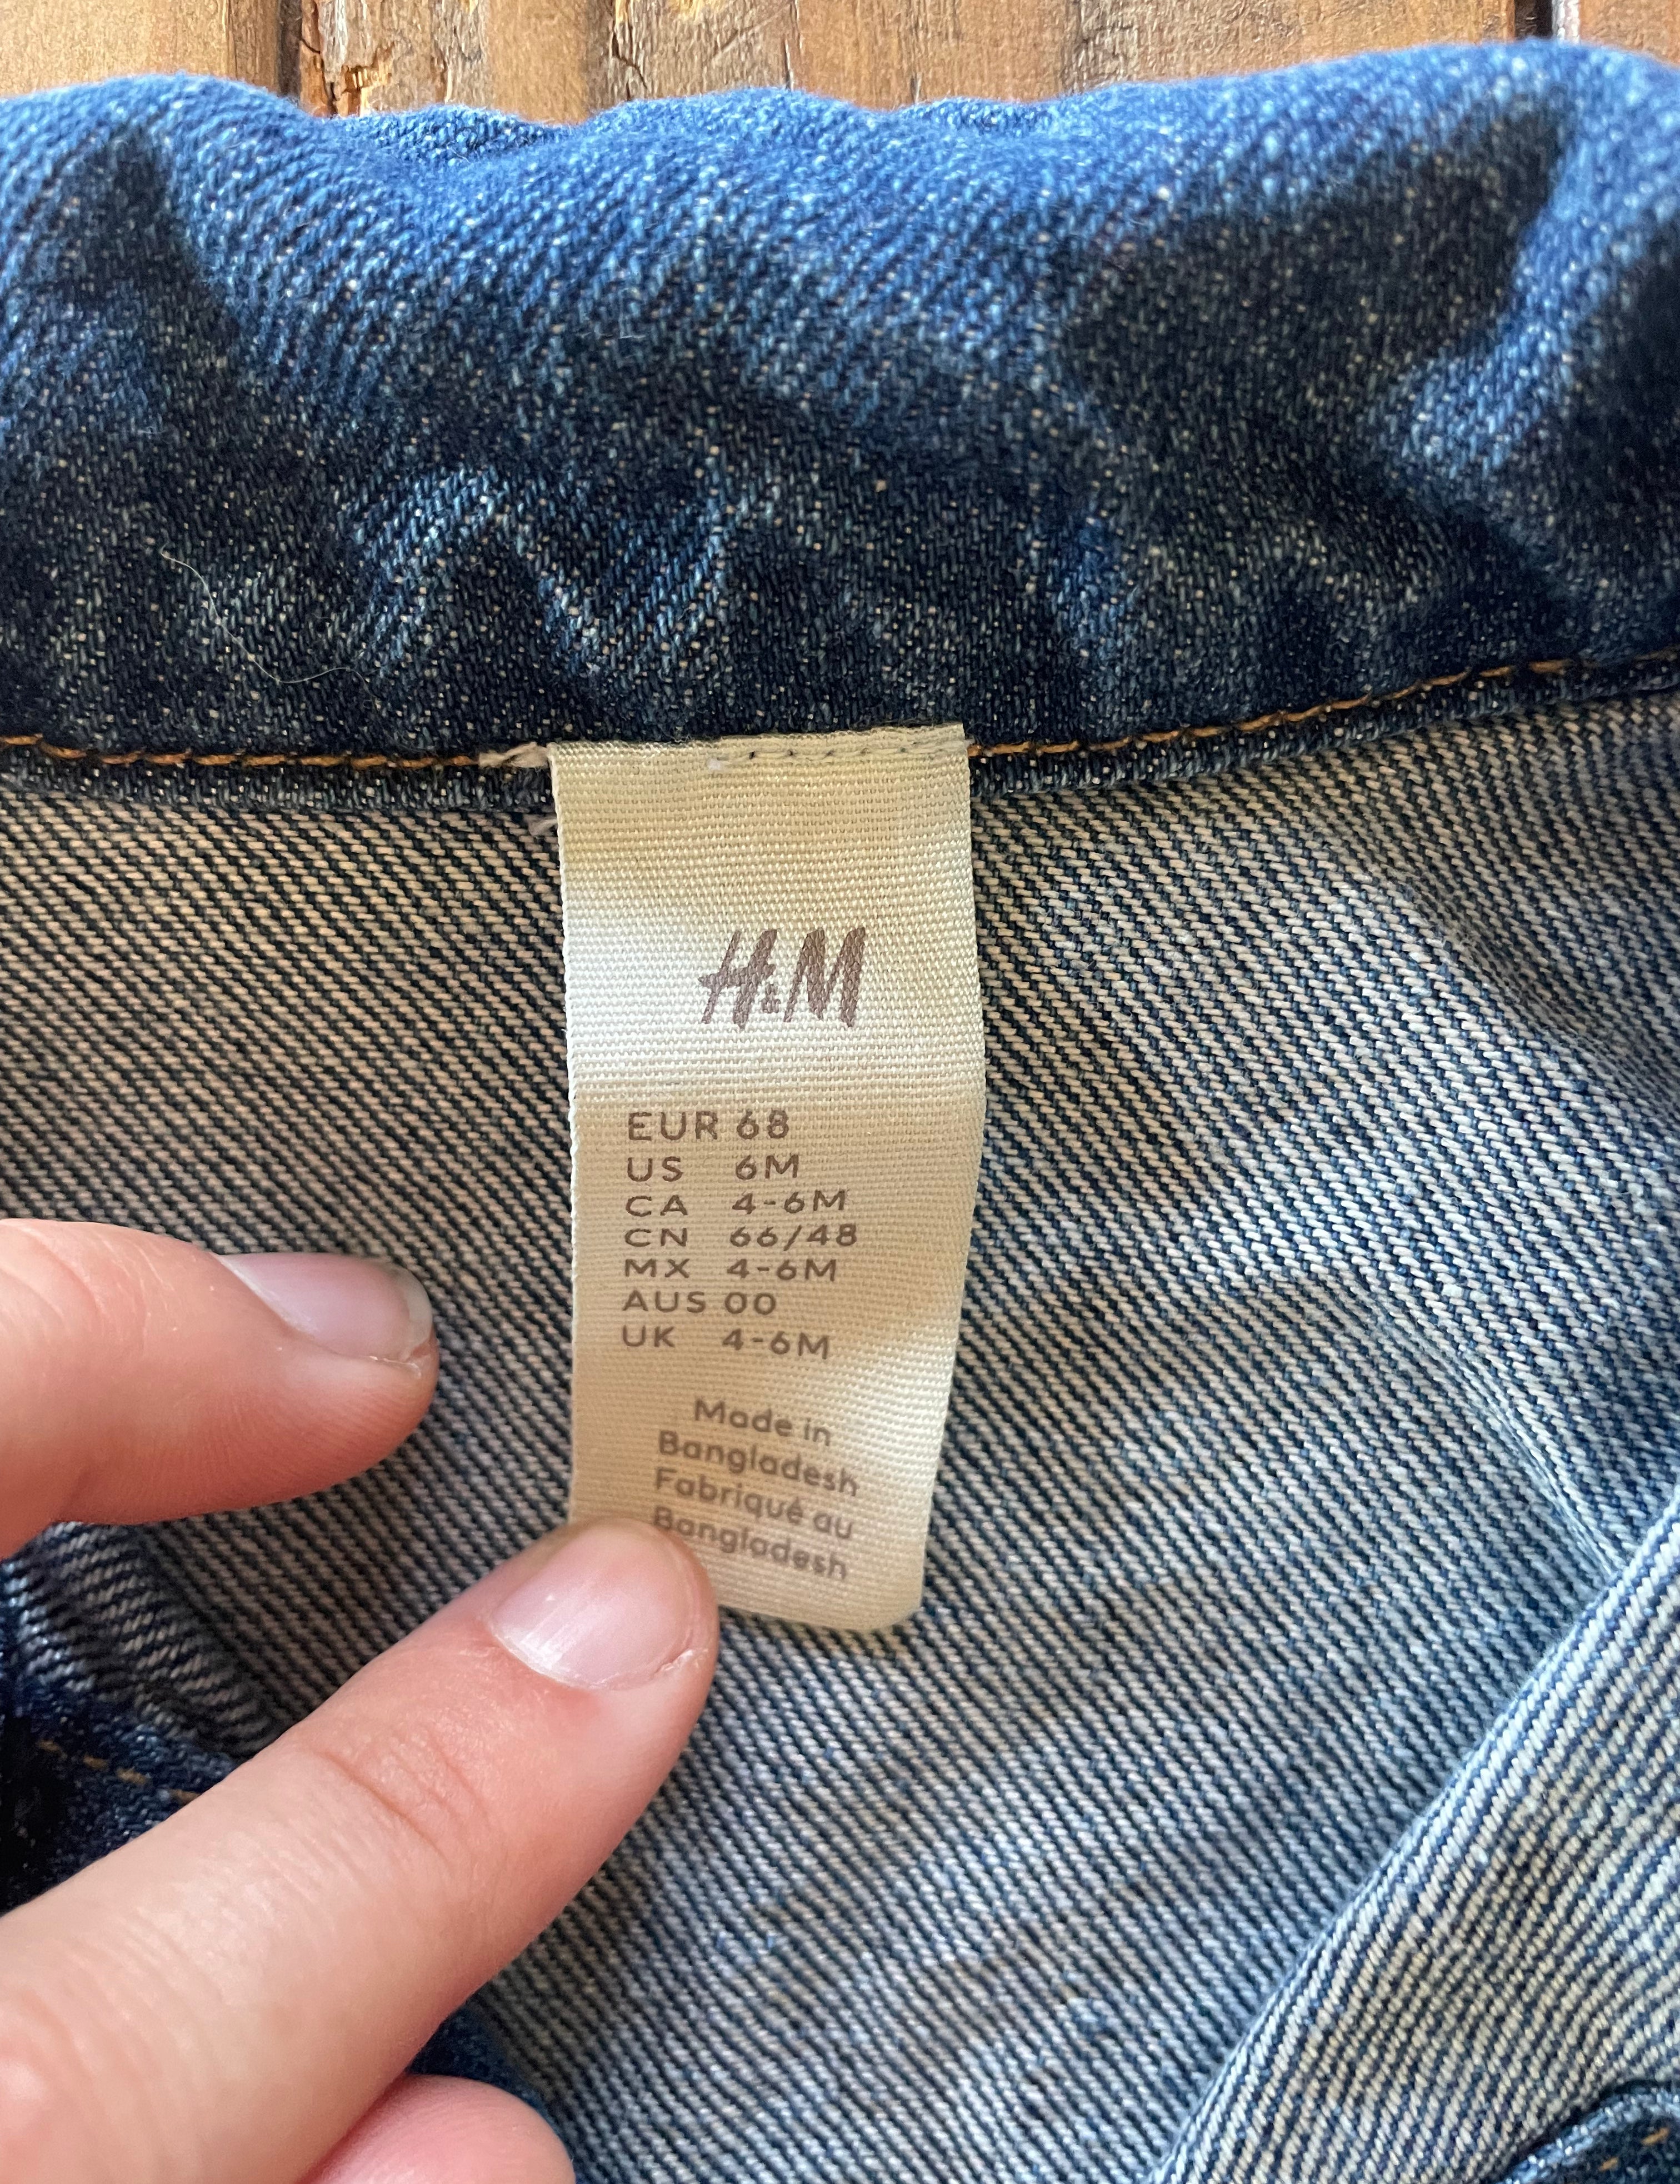 H&M
EUR 68
US 6M
CA 4-6M
CN 66/48
MX 4-6M
AUS 00
UK 4-6M
Made in
Bangladesh
Fabriqué au
Bangladesh